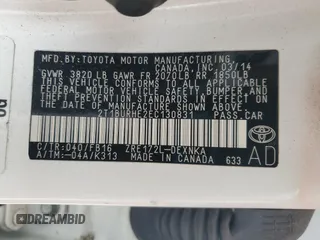 MFD. BY: TOYOTA MOTOR MANUFACTURING
CANADA, INC. 03/14
GVWR 3820 LB GAWR FR 2020LB RR 1850LB
THIS VEHICLE CONFORMS TO ALL APPLICABLE
FEDERAL MOTOR VEHICLE SAFETY, BUMPER, AND
THEFT PREVENTION STANDARDS IN EFFECT ON
THE DATE OF MANUFACTURE SHOWN ABOVE.
2T1BURHE2EC130831 PASS.CAR
C/TR:040/FB16 ZRE172L-DEXNKA
A/TM:-04A/K313 MADE IN CANADA 633
AD
DREAMBID